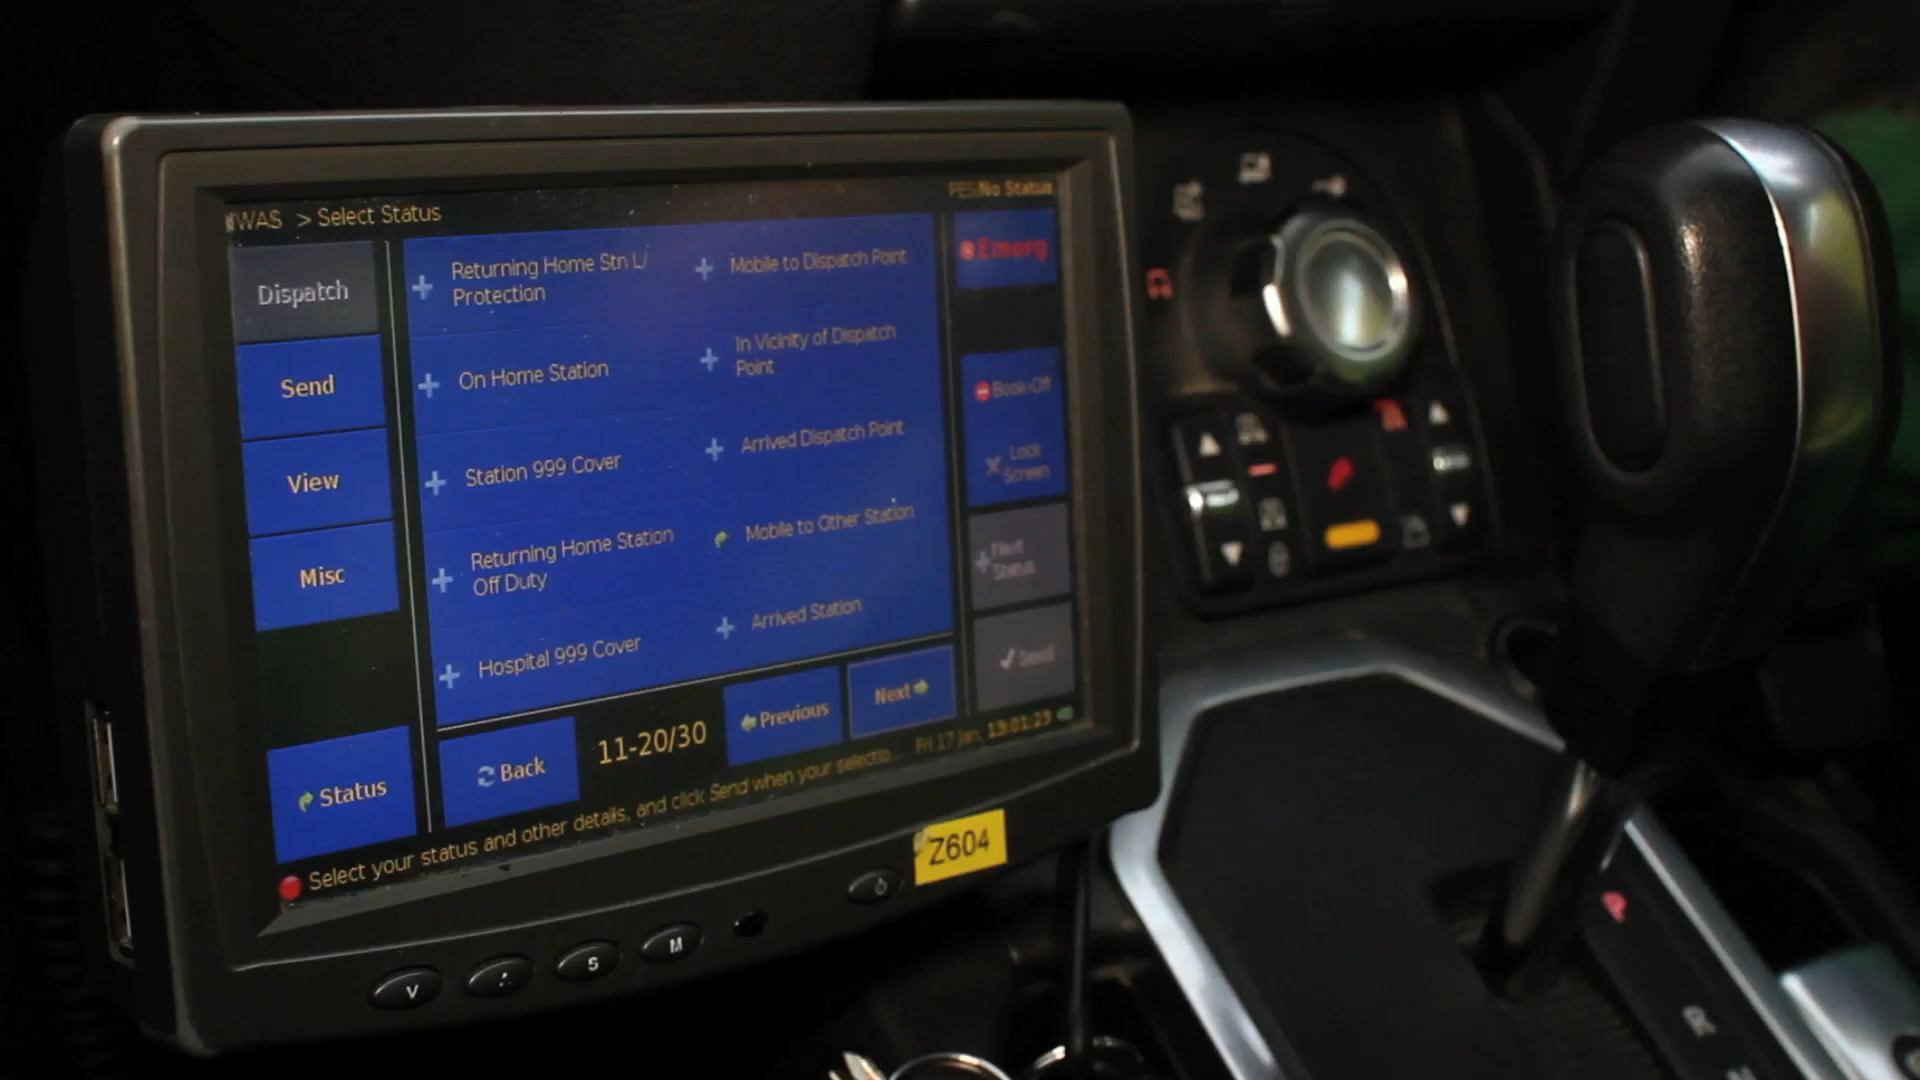 NWAS > Select Status
PES No Status
Dispatch
Send
View
Misc
Status
Returning Home Stn L/
Protection
On Home Station
Station 999 Cover
Returning Home Station
Off Duty
Hospital 999 Cover
Mobile to Dispatch Point
In Vicinity of Dispatch
Point
Arrived Dispatch Point
Mobile to Other Station
Arrived Station
Emerg
Book-Off
Lock
Screen
Next
Status
Send
Back
11-20/30
Previous
Next
Select your status and other details, and click Send when your selectio...
Fri 17 Jan, 13:01:23
Z604
V
S
M
R